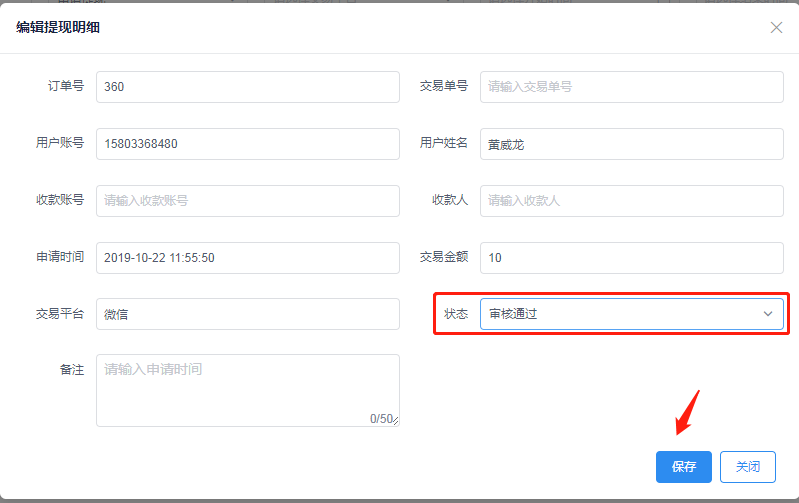 编辑提现明细
订单号 360 交易单号 请输入交易单号
用户账号 15803368480 用户姓名 黄威龙
收款账号 请输入收款账号 收款人 请输入收款人
申请时间 2019-10-22 11:55:50 交易金额 10
交易平台 微信 状态 审核通过
备注 请输入申请时间
0/50
保存 关闭